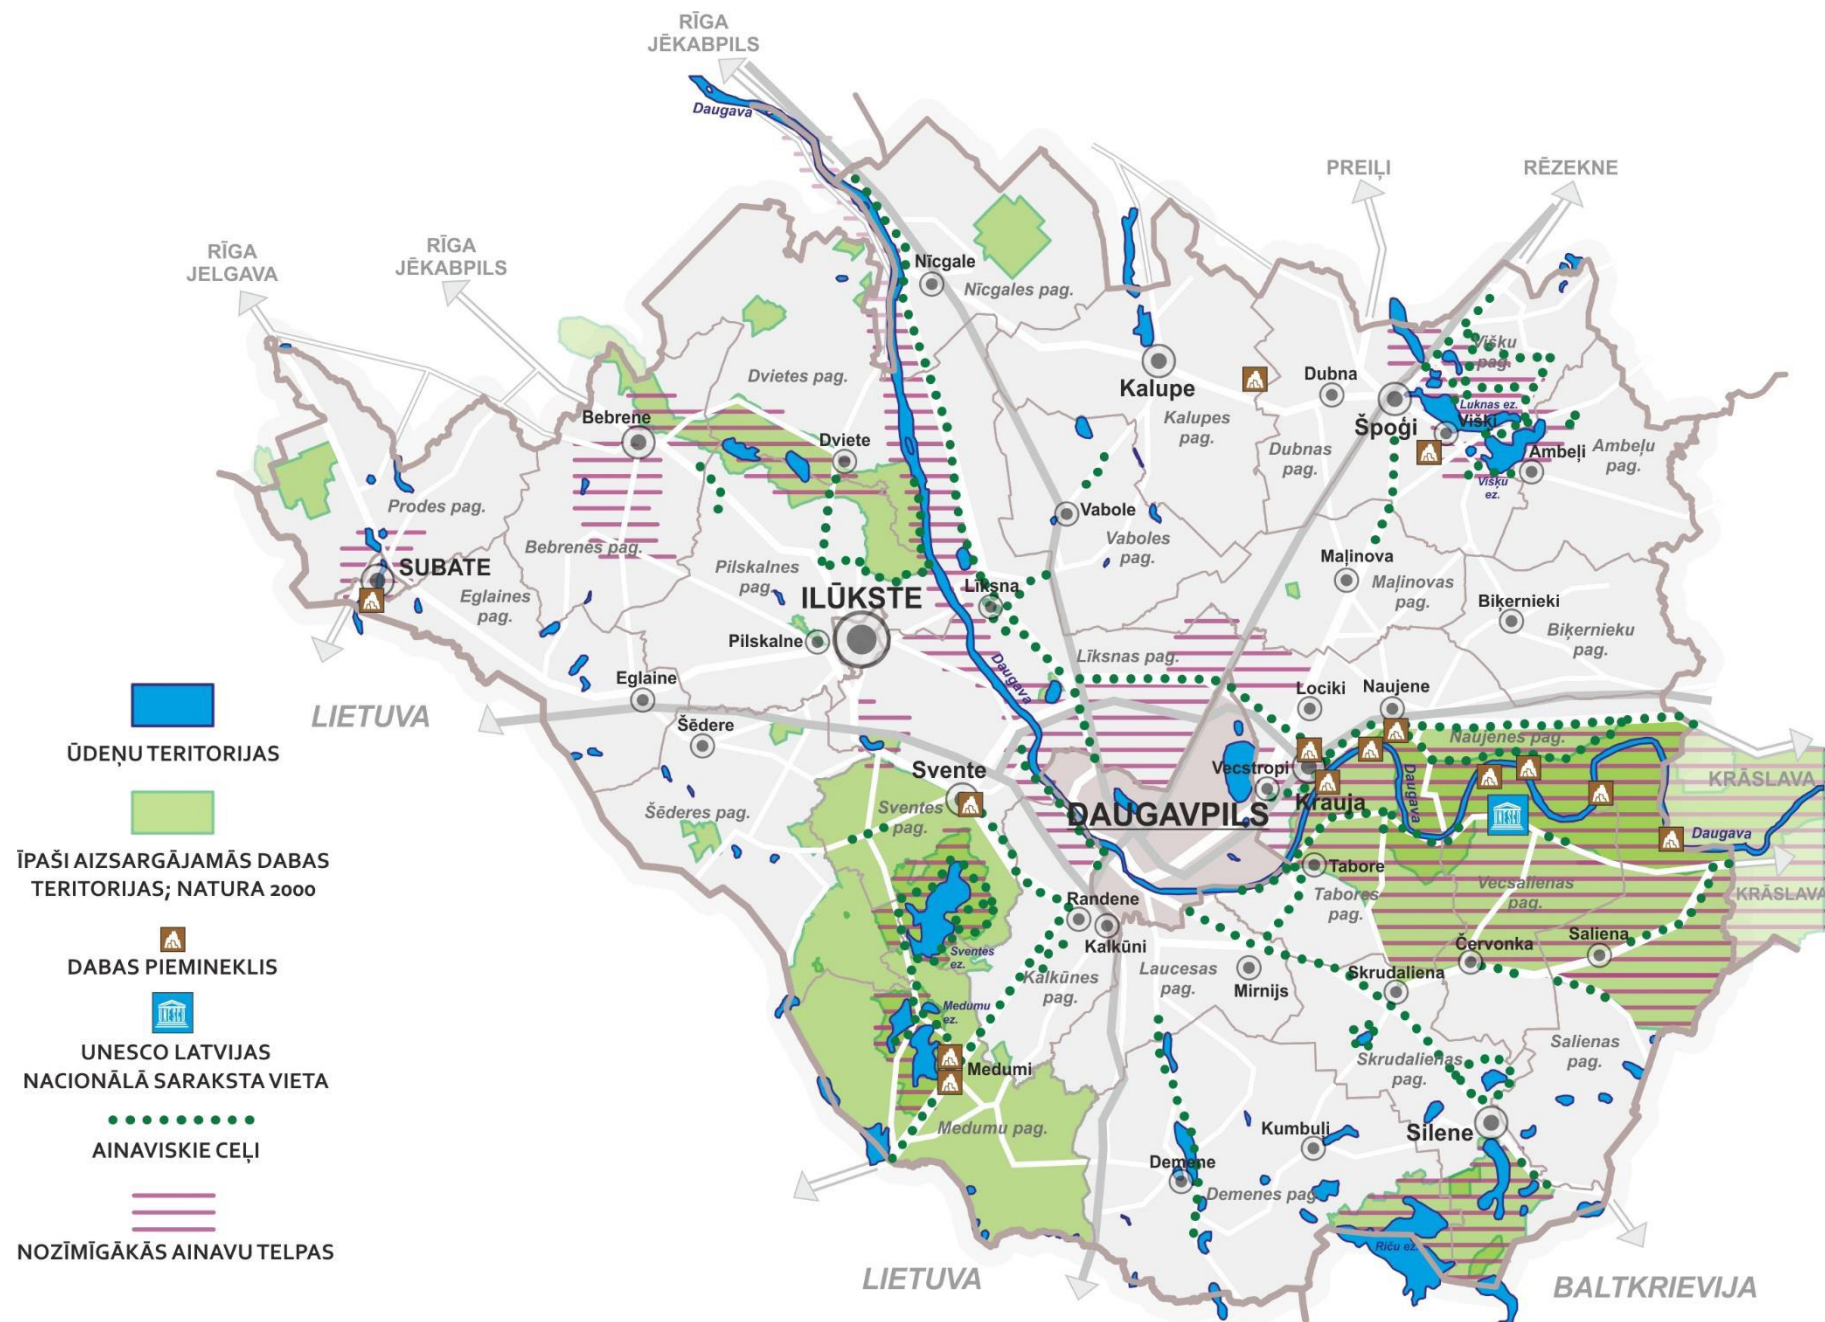 RĪGA
JĒKABPILS
Daugava
PREIĻI
RĒZEKNE
RĪGA
JELGAVA
RĪGA
JĒKABPILS
Nīcgale
Nīcgales pag.
Višķu
pag.
Dvietes pag.
Kalupe
Dubna
Luknas ez.
Bebrene
Dviete
Kalupes
pag.
Špoģi
Višķi
Dubnas
pag.
Ambeļi
Ambeļu
pag.
Višķu
ez.
Prodes pag.
Vabole
Bebrenes pag.
Vaboles
pag.
SUBATE
Pilskalnes
pag.
Maļinova
Maļinovas
pag.
Eglaines
pag.
ILŪKSTE
Līksna
Biķernieki
Biķernieku
pag.
Pilskalne
Līksnas pag.
Daugava
Eglaine
Lociki
Naujene
LIETUVA
Šēdere
Naujenes pag.
ŪDEŅU TERITORIJAS
Svente
Vecstropi
Daugava
KRĀSLAVA
Šēderes pag.
Sventes
pag.
DAUGAVPILS
Krauja
UNESCO
Daugava
ĪPAŠI AIZSARGĀJAMĀS DABAS
TERITORIJAS; NATURA 2000
Tabore
Tabores
pag.
Vecsalienas
pag.
KRĀSLAVA
Randene
Kalkūni
Sventes
ez.
Kalkūnes
pag.
Laucesas
pag.
Mirnijs
Červonka
Saliena
Skrudaliena
DABAS PIEMINEKLIS
UNESCO
Medumu
ez.
UNESCO LATVIJAS
NACIONĀLĀ SARAKSTA VIETA
Medumi
Skrudalienas
pag.
Salienas
pag.
AINAVISKIE CEĻI
Medumu pag.
Kumbuļi
Silene
Demene
Demenes pag.
NOZĪMĪGĀKĀS AINAVU TELPAS
Riču ez.
LIETUVA
BALTKRIEVIJA